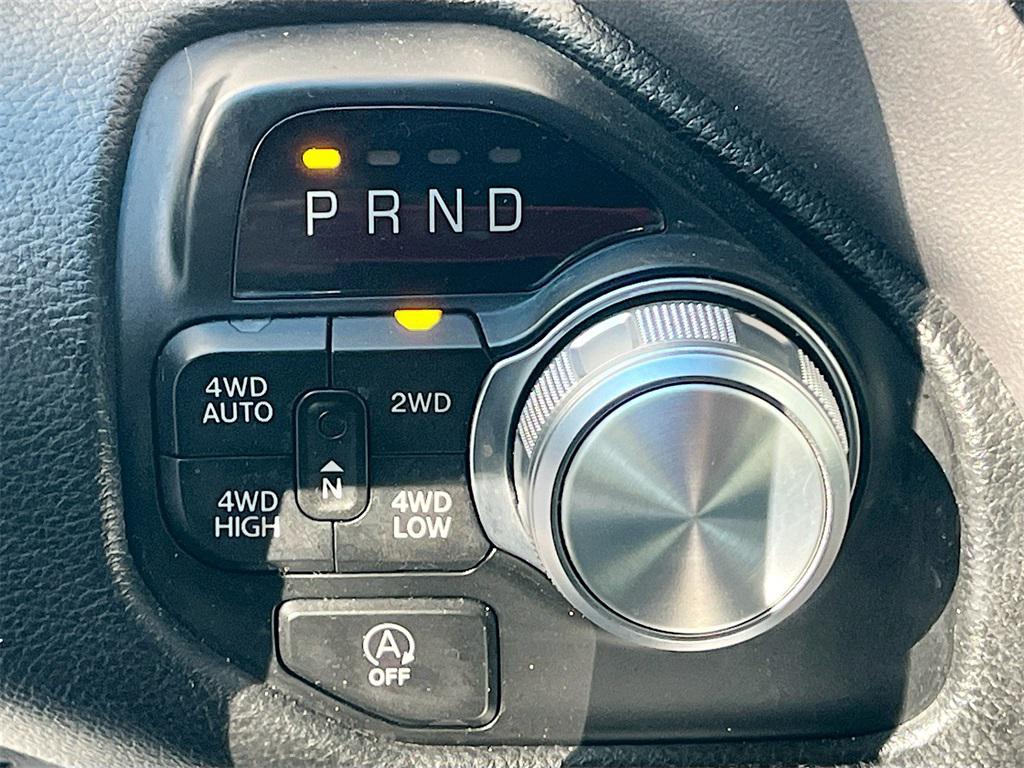 P R N D
4WD AUTO
2WD
N
4WD HIGH
4WD LOW
A
OFF